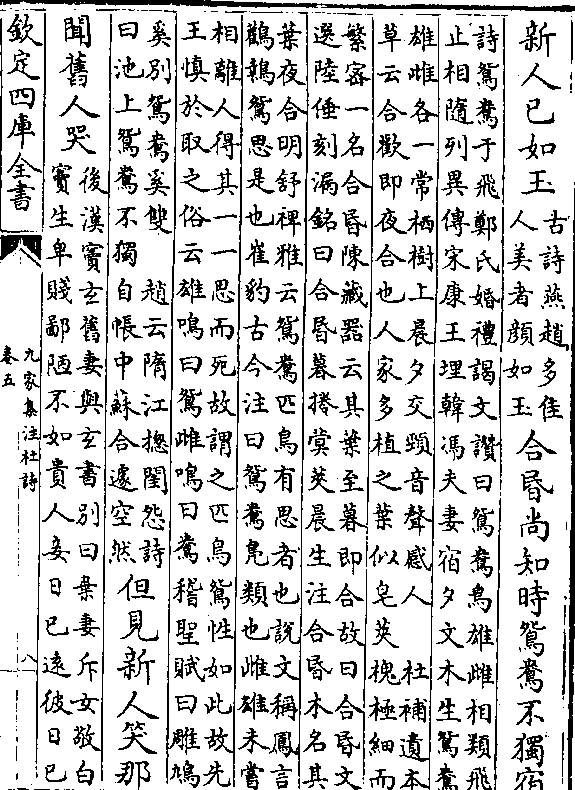 新人已如玉
古詩燕趙多佳
人美者顔如玉
合昏尚知時鴛鴦不獨宿
詩鴛鴦于飛鄭氏婚禮謁文讚曰鴛鴦鳥雄雌相類飛
止相隨列異傳宋康王埋韓馮夫妻宿夕文木生鴛鴦
雄雌各一常栖樹上晨夕交頸音聲感人　杜補遺本
草云合歡即夜合也人家多植之葉似皂莢槐極細而
繁密一名合昏陳藏器云其葉至暮即合故曰合昏文
選陸倕刻漏銘曰合昏暮捲蓂莢晨生注合昏木名其
葉夜合明舒禆雅云鴛鴦匹鳥有思者也說文稱鳳言
鸛鶄鴛思是也崔豹古今注曰鴛鴦鳬類也雌雄未嘗
相離人得其一一思而死故謂之匹鳥鴛性如此故先
王慎於取之俗云雄鳴曰鴛雌鳴曰鴦稽聖賦曰雎鳩
奚别鴛鴦奚雙　趙云隋江摠閨怨詩
曰池上鴛鴦不獨自帳中蘇合還空然
但見新人笑那
聞舊人哭
後漢竇玄舊妻與玄書别曰棄妻斥女敬白
竇生卑賤鄙陋不如貴人妾日已遠彼日已
欽定四庫全書
九家集注杜詩
卷五
八